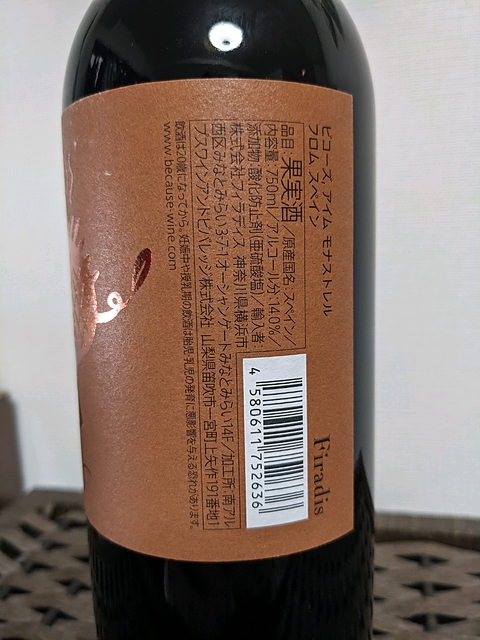 ビコーズ, アイム モナストレル
フロム スペイン
品目: 果実酒 ／原産国名: スペイン／
内容量: 750ml／アルコール分: 14.0%／
添加物: 酸化防止剤(亜硫酸塩)／輸入者:
株式会社フィラディス 神奈川県横浜市
西区みなとみらい3-7-1オーシャンゲートみなとみらい14F／加工所: 南アル
プスワインアンドビバレッジ株式会社 山梨県笛吹市一宮町上矢作191番地1
飲酒は20歳になってから。妊娠中や授乳期の飲酒は胎児・乳児の発育に悪影響を与える恐れがあります。
www.because-wine.com
4 580611 752636
Firadis